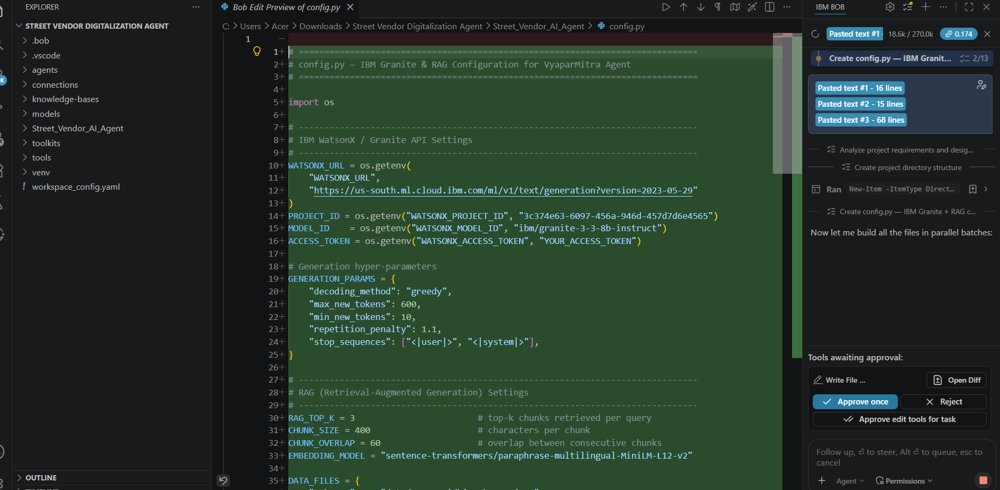 EXPLORER
STREET VENDOR DIGITALIZATION AGENT
.bob
.vscode
agents
connections
knowledge-bases
models
Street_Vendor_AI_Agent
toolkits
tools
venv
! workspace_config.yaml
OUTLINE
Bob Edit Preview of config.py
C: > Users > Acer > Downloads > Street Vendor Digitalization Agent > Street_Vendor_AI_Agent > config.py
1 −
1+ # =============================================================================
2+ # config.py — IBM Granite & RAG Configuration for VyaparMitra Agent
3+ # =============================================================================
4+
5+ import os
6+
7+ # -----------------------------------------------------------------------------
8+ # IBM WatsonX / Granite API Settings
9+ # -----------------------------------------------------------------------------
10+ WATSONX_URL = os.getenv(
11+     "WATSONX_URL",
12+     "https://us-south.ml.cloud.ibm.com/ml/v1/text/generation?version=2023-05-29"
13+ )
14+ PROJECT_ID = os.getenv("WATSONX_PROJECT_ID", "3c374e63-6097-456a-946d-457d7d6e4565")
15+ MODEL_ID    = os.getenv("WATSONX_MODEL_ID", "ibm/granite-3-3-8b-instruct")
16+ ACCESS_TOKEN = os.getenv("WATSONX_ACCESS_TOKEN", "YOUR_ACCESS_TOKEN")
17+
18+ # Generation hyper-parameters
19+ GENERATION_PARAMS = {
20+     "decoding_method": "greedy",
21+     "max_new_tokens": 600,
22+     "min_new_tokens": 10,
23+     "repetition_penalty": 1.1,
24+     "stop_sequences": ["<|user|>", "<|system|>"],
25+ }
26+
27+ # -----------------------------------------------------------------------------
28+ # RAG (Retrieval-Augmented Generation) Settings
29+ # -----------------------------------------------------------------------------
30+ RAG_TOP_K = 3                        # top-k chunks retrieved per query
31+ CHUNK_SIZE = 400                     # characters per chunk
32+ CHUNK_OVERLAP = 60                   # overlap between consecutive chunks
33+ EMBEDDING_MODEL = "sentence-transformers/paraphrase-multilingual-MiniLM-L12-v2"
34+
35+ DATA_FILES = {
IBM BOB
Pasted text #1 - 18.6k / 270.0k 0.174
Create config.py — IBM Granit... 2/13
Pasted text #1 - 16 lines
Pasted text #2 - 15 lines
Pasted text #3 - 68 lines
Analyze project requirements and desig...
Create project directory structure
Ran New-Item -ItemType Direct...
Create config.py — IBM Granite + RAG c...
Now let me build all the files in parallel batches:
Tools awaiting approval:
Write File ... Open Diff
Approve once Reject
Approve edit tools for task
Follow up, ⏎ to steer, Alt ⏎ to queue, esc to
cancel
Agent Permissions